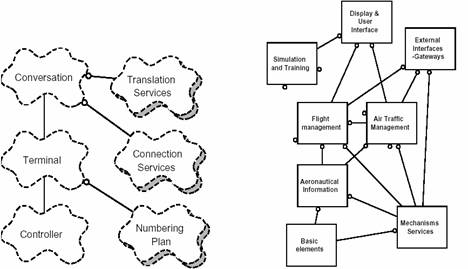 Conversation
Translation
Services
Terminal
Connection
Services
Controller
Numbering
Plan
Display &
User
Interface
External
Interfaces
-Gateways
Simulation
and Training
Flight
management
Air Traffic
Management
Aeronautical
Information
Mechanisms
Services
Basic
elements